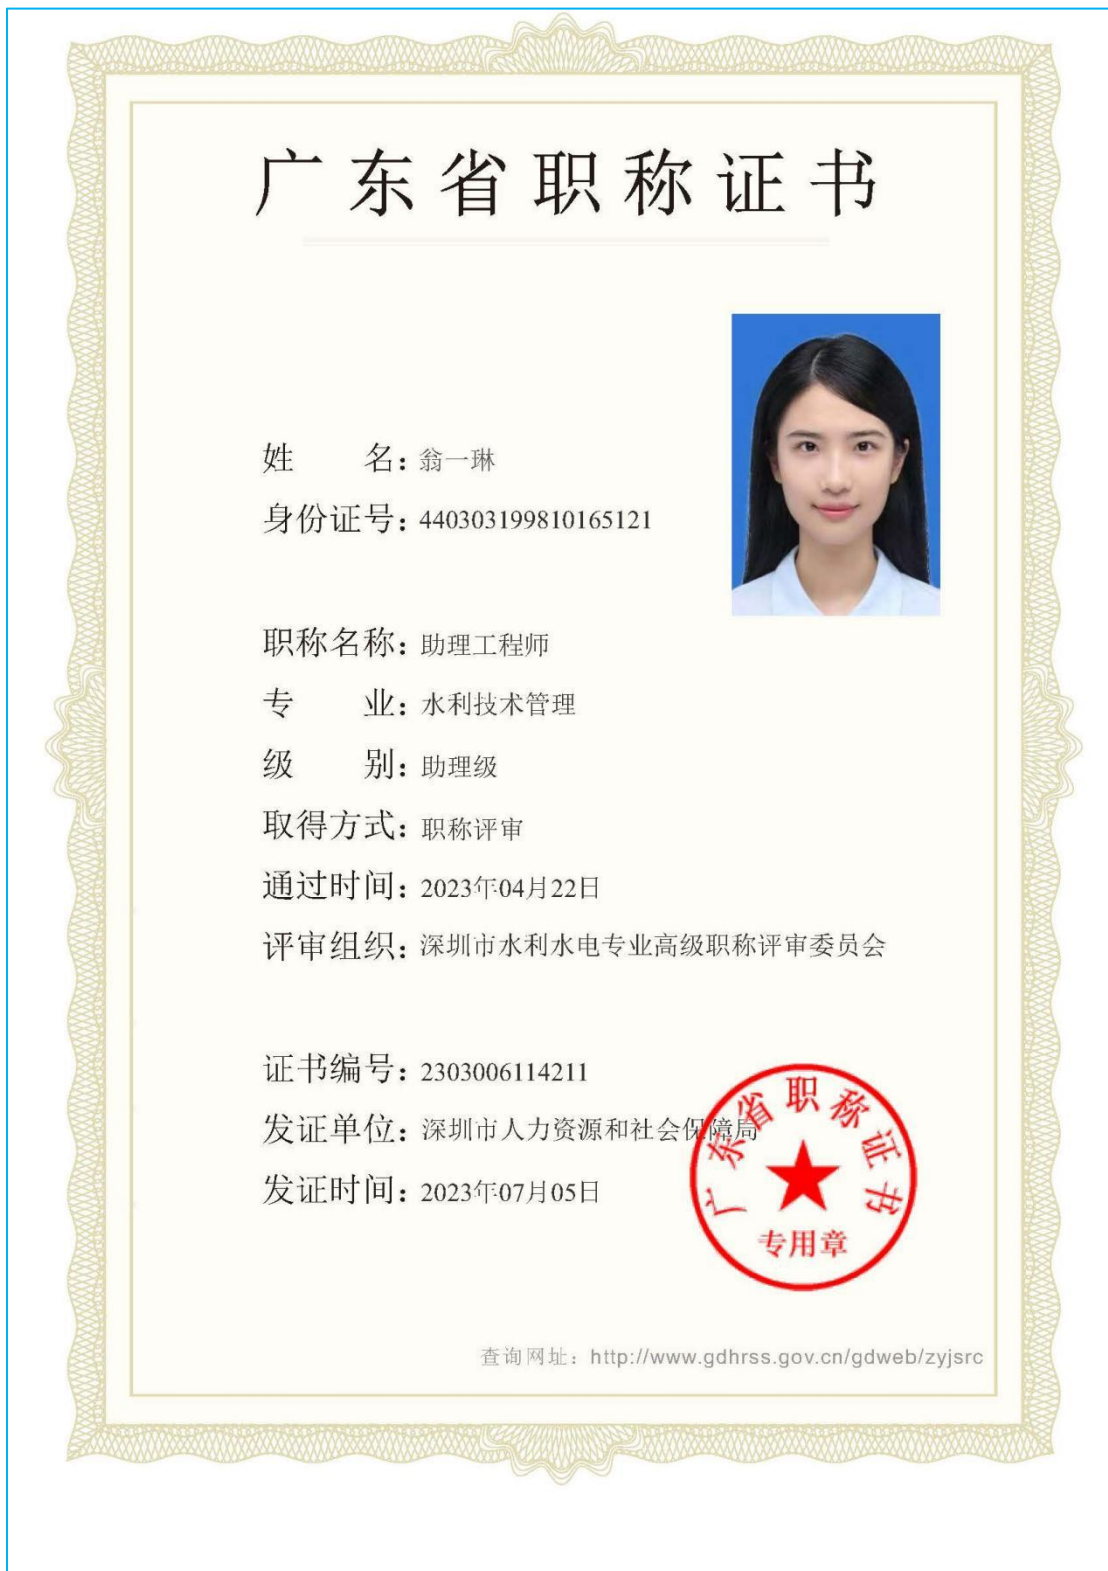 广东省职称证书
姓 名：翁一琳
身份证号：440303199810165121
职称名称：助理工程师
专 业：水利技术管理
级 别：助理级
取得方式：职称评审
通过时间：2023年04月22日
评审组织：深圳市水利水电专业高级职称评审委员会
证书编号：2303006114211
发证单位：深圳市人力资源和社会保障局
发证时间：2023年07月05日
广东省职称证书
专用章
查询网址：http://www.gdhrss.gov.cn/gdweb/zyjsrc